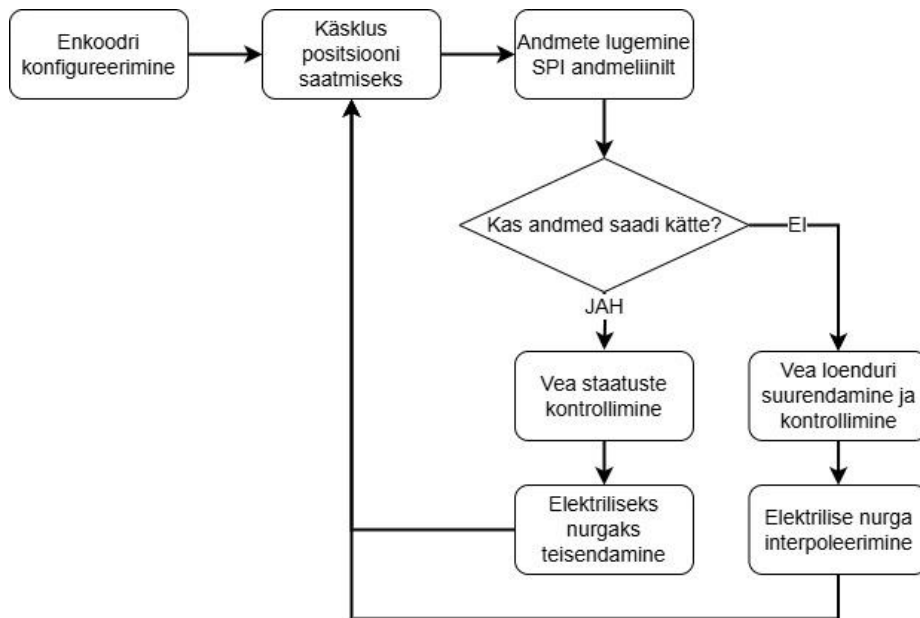 Enkoodri
konfigureerimine
Käsklus
positsiooni
saatmiseks
Andmete lugemine
SPI andmeliinilt
Kas andmed saadi kätte?
EI
JAH
Vea staatuste
kontrollimine
Vea loenduri
suurendamine ja
kontrollimine
Elektriliseks
nurgaks
teisendamine
Elektrilise nurga
interpoleerimine